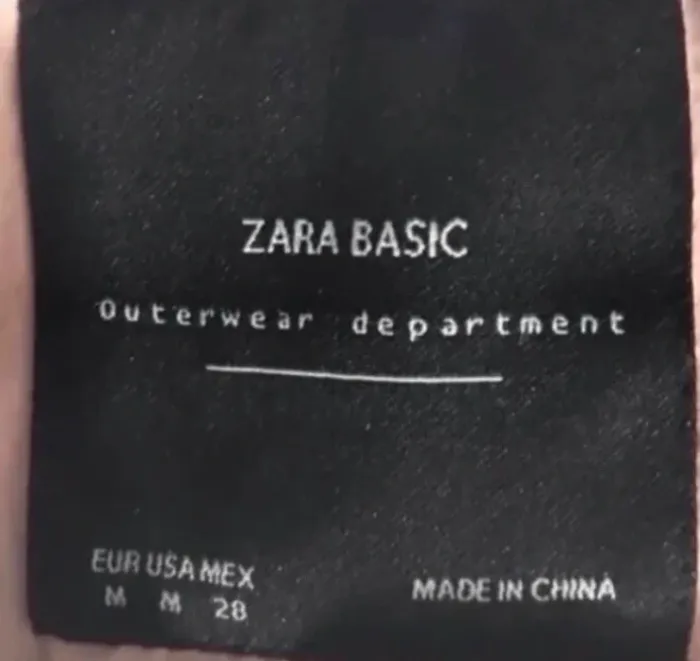 ZARA BASIC
Outerwear department
EUR USA MEX
M M 28
MADE IN CHINA